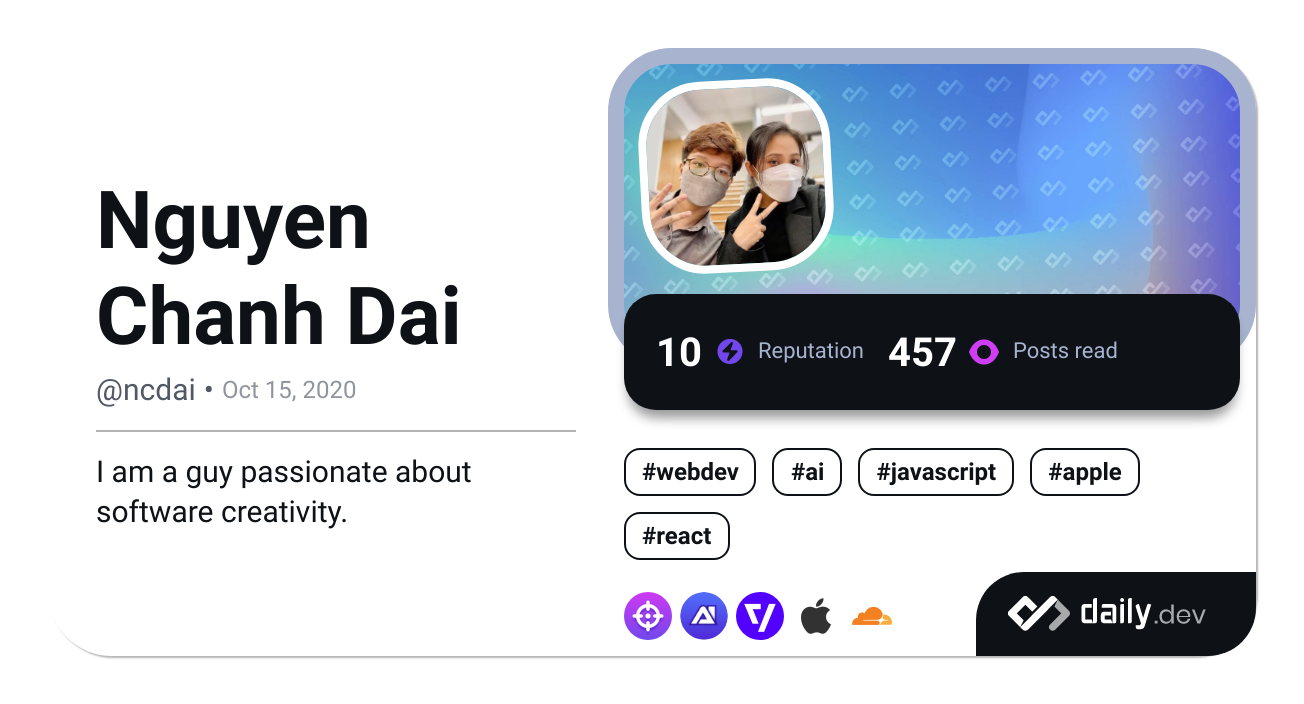 Nguyen
Chanh Dai
@ncdai • Oct 15, 2020
I am a guy passionate about
software creativity.
10 Reputation 457 Posts read
#webdev #ai #javascript #apple
#react
daily.dev